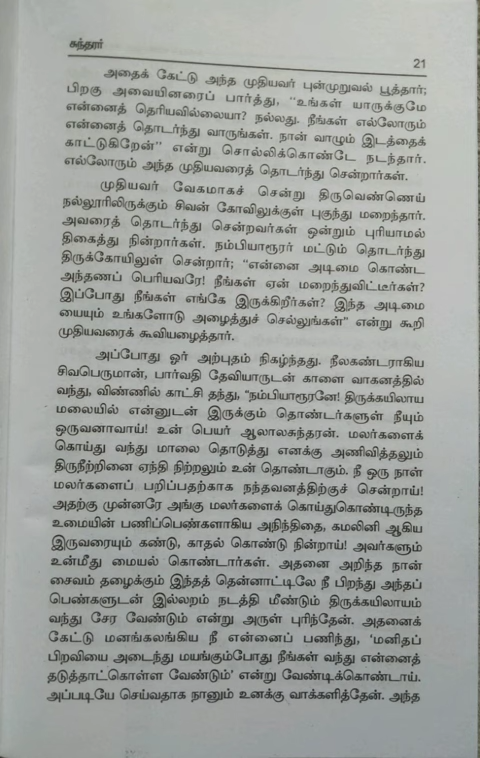 சுந்தரர்
21
அதைக் கேட்டு அந்த முதியவர் புன்முறுவல் பூத்தார்;
பிறகு அவையினரைப் பார்த்து, “உங்கள் யாருக்குமே
என்னைத் தெரியவில்லையா? நல்லது. நீங்கள் எல்லோரும்
என்னைத் தொடர்ந்து வாருங்கள். நான் வாழும் இடத்தைக்
காட்டுகிறேன்” என்று சொல்லிக்கொண்டே நடந்தார்.
எல்லோரும் அந்த முதியவரைத் தொடர்ந்து சென்றார்கள்.
முதியவர் வேகமாகச் சென்று திருவெண்ணெய்
நல்லூரிலிருக்கும் சிவன் கோவிலுக்குள் புகுந்து மறைந்தார்.
அவரைத் தொடர்ந்து சென்றவர்கள் ஒன்றும் புரியாமல்
திகைத்து நின்றார்கள். நம்பியாரூரர் மட்டும் தொடர்ந்து
திருக்கோயிலுள் சென்றார்; “என்னை அடிமை கொண்ட
அந்தணப் பெரியவரே! நீங்கள் ஏன் மறைந்துவிட்டீர்கள்?
இப்போது நீங்கள் எங்கே இருக்கிறீர்கள்? இந்த அடிமை
யையும் உங்களோடு அழைத்துச் செல்லுங்கள்” என்று கூறி
முதியவரைக் கூவியழைத்தார்.
அப்போது ஓர் அற்புதம் நிகழ்ந்தது. நீலகண்டராகிய
சிவபெருமான், பார்வதி தேவியாருடன் காளை வாகனத்தில்
வந்து, விண்ணில் காட்சி தந்து, “நம்பியாரூரனே! திருக்கயிலாய
மலையில் என்னுடன் இருக்கும் தொண்டர்களுள் நீயும்
ஒருவனாவாய்! உன் பெயர் ஆலாலசுந்தரன். மலர்களைக்
கொய்து வந்து மாலை தொடுத்து எனக்கு அணிவித்தலும்
திருநீற்றினை ஏந்தி நிற்றலும் உன் தொண்டாகும். நீ ஒரு நாள்
மலர்களைப் பறிப்பதற்காக நந்தவனத்திற்குச் சென்றாய்!
அதற்கு முன்னரே அங்கு மலர்களைக் கொய்துகொண்டிருந்த
உமையின் பணிப்பெண்களாகிய அநிந்திதை, கமலினி ஆகிய
இருவரையும் கண்டு, காதல் கொண்டு நின்றாய்! அவர்களும்
உன்மீது மையல் கொண்டார்கள். அதனை அறிந்த நான்
சைவம் தழைக்கும் இந்தத் தென்னாட்டிலே நீ பிறந்து அந்தப்
பெண்களுடன் இல்லறம் நடத்தி மீண்டும் திருக்கயிலாயம்
வந்து சேர வேண்டும் என்று அருள் புரிந்தேன். அதனைக்
கேட்டு மனங்கலங்கிய நீ என்னைப் பணிந்து, ‘மனிதப்
பிறவியை அடைந்து மயங்கும்போது நீங்கள் வந்து என்னைத்
தடுத்தாட்கொள்ள வேண்டும்’ என்று வேண்டிக்கொண்டாய்.
அப்படியே செய்வதாக நானும் உனக்கு வாக்களித்தேன். அந்த